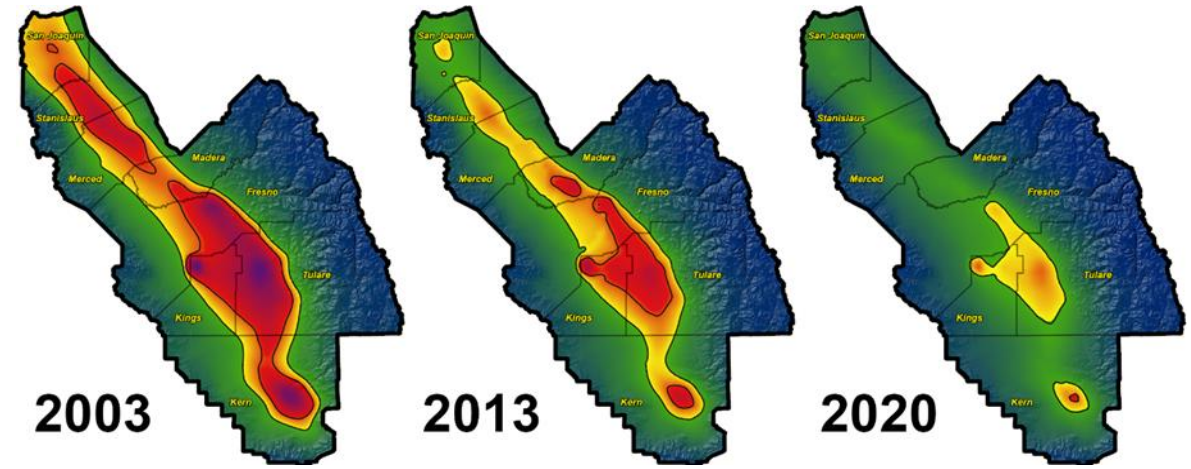 San Joaquin
Stanislaus
Merced
Madera
Fresno
Tulare
Kings
Kern
2003
San Joaquin
Stanislaus
Merced
Madera
Fresno
Tulare
Kings
Kern
2013
San Joaquin
Stanislaus
Merced
Madera
Fresno
Tulare
Kings
Kern
2020